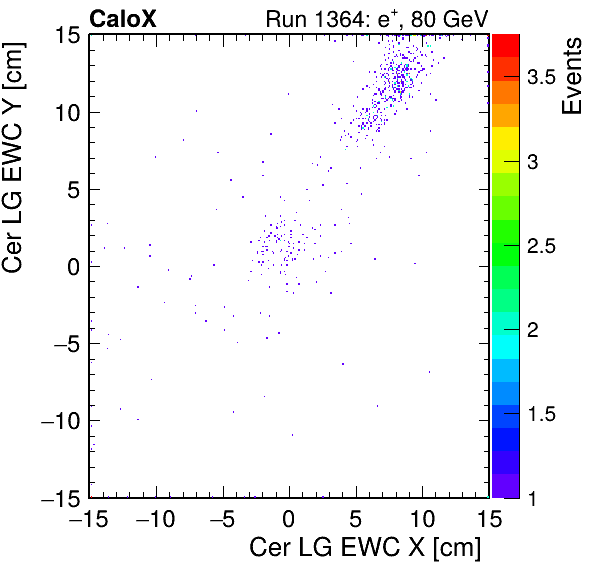 CaloX Run 1364: e⁺, 80 GeV
Cer LG EWC Y [cm]
15
10
5
0
−5
−10
−15
−15 −10 −5 0 5 10 15
Cer LG EWC X [cm]
Events
3.5
3
2.5
2
1.5
1